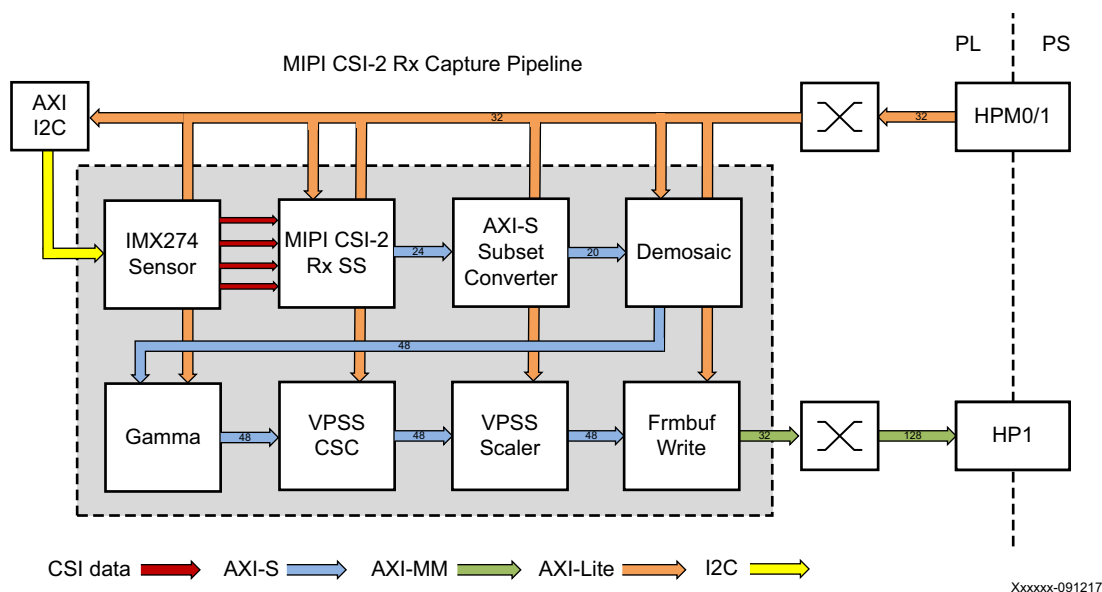 PL
PS
MIPI CSI-2 Rx Capture Pipeline
AXI
I2C
32
32
HPM0/1
IMX274
Sensor
MIPI CSI-2
Rx SS
24
AXI-S
Subset
Converter
20
Demosaic
48
Gamma
48
VPSS
CSC
48
VPSS
Scaler
48
Frmbuf
Write
32
128
HP1
CSI data
AXI-S
AXI-MM
AXI-Lite
I2C
Xxxxxx-091217